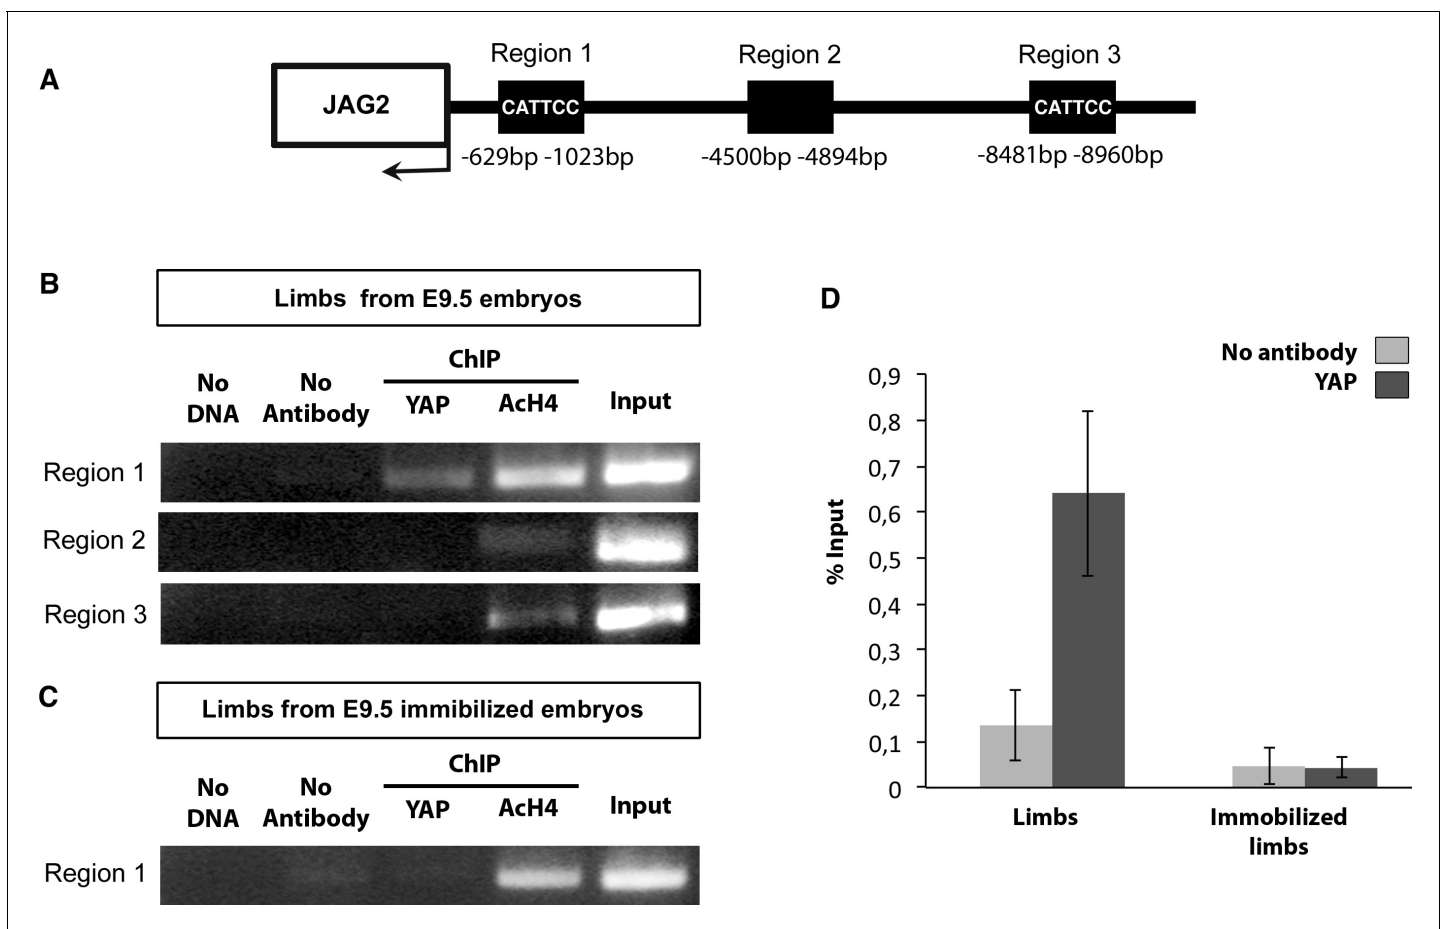 A
Region 1
Region 2
Region 3
JAG2
CATTCC
CATTCC
-629bp -1023bp
-4500bp -4894bp
-8481bp -8960bp
B
Limbs from E9.5 embryos
No
DNA
No
Antibody
ChIP
YAP
AcH4
Input
Region 1
Region 2
Region 3
C
Limbs from E9.5 immibilized embryos
No
DNA
No
Antibody
ChIP
YAP
AcH4
Input
Region 1
D
No antibody
YAP
% Input
0,9
0,8
0,7
0,6
0,5
0,4
0,3
0,2
0,1
0
Limbs
Immobilized
limbs